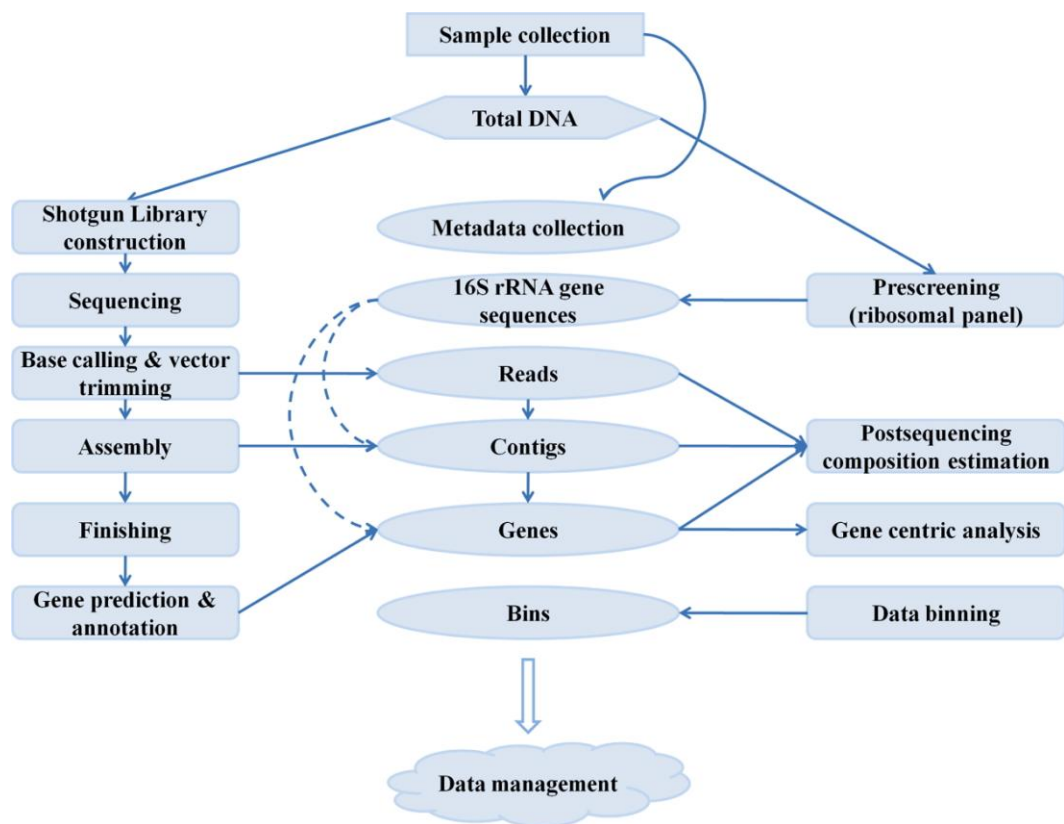 Sample collection
Total DNA
Shotgun Library
construction
Metadata collection
Sequencing
16S rRNA gene
sequences
Prescreening
(ribosomal panel)
Base calling & vector
trimming
Reads
Assembly
Contigs
Postsequencing
composition estimation
Finishing
Genes
Gene centric analysis
Gene prediction &
annotation
Bins
Data binning
Data management